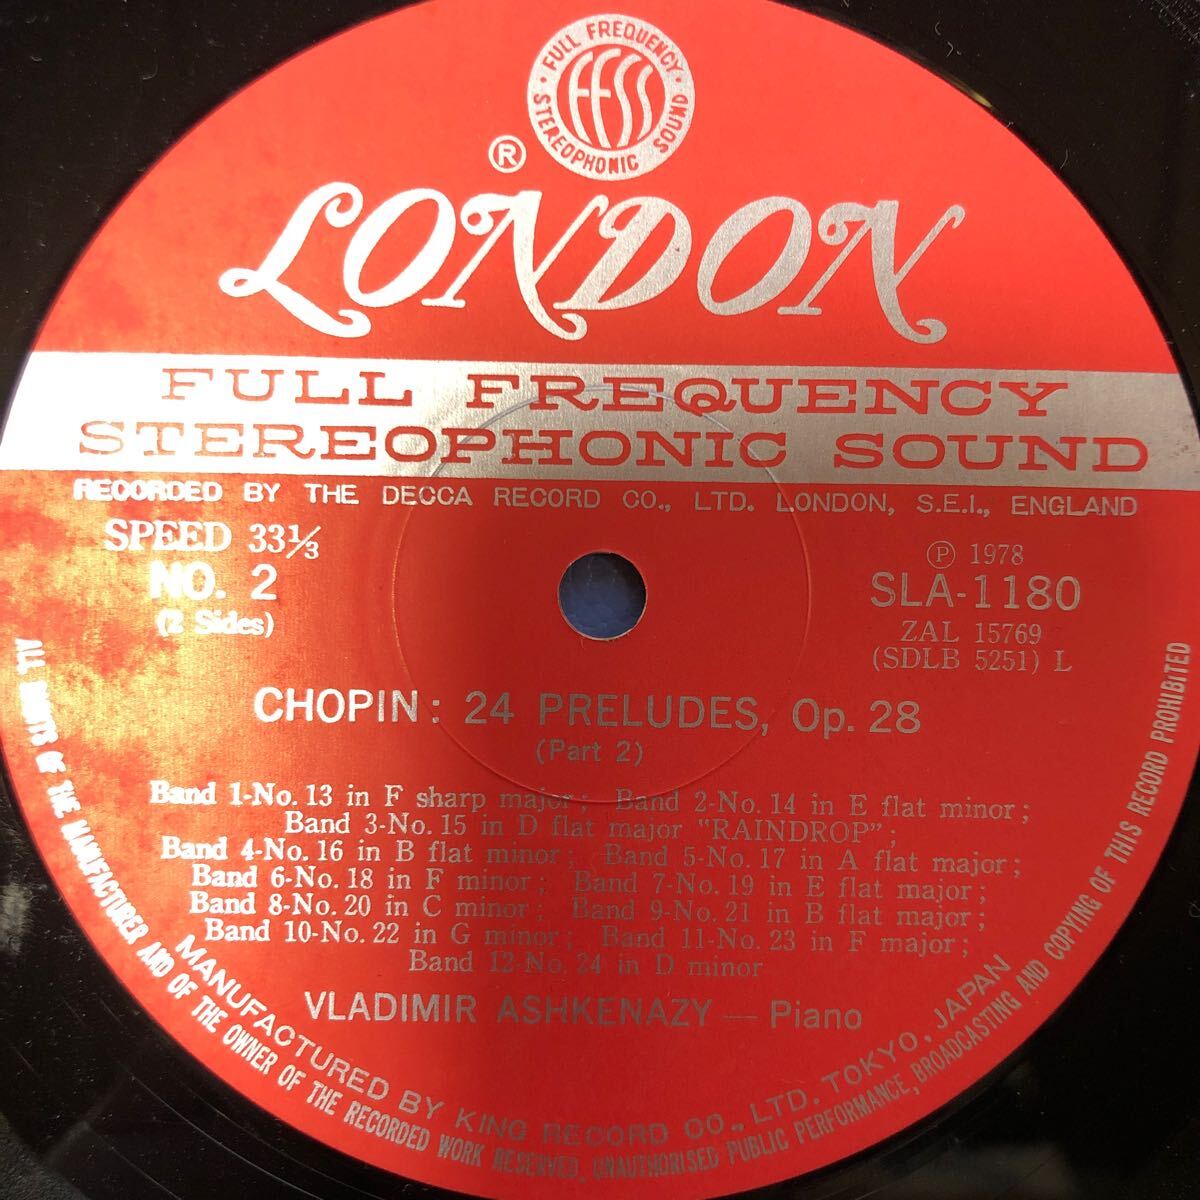 FULL FREQUENCY
STEREOPHONIC SOUND
FFSS
®
LONDON
FULL FREQUENCY
STEREOPHONIC SOUND
RECORDED BY THE DECCA RECORD CO., LTD. LONDON, S.E.I., ENGLAND
SPEED 33⅓
NO. 2
(2 Sides)
Ⓟ 1978
SLA-1180
ZAL 15769
(SDLB 5251) L
CHOPIN: 24 PRELUDES, Op. 28
(Part 2)
Band 1-No. 13 in F sharp major; Band 2-No. 14 in E flat minor;
Band 3-No. 15 in D flat major "RAINDROP";
Band 4-No. 16 in B flat minor; Band 5-No. 17 in A flat major;
Band 6-No. 18 in F minor; Band 7-No. 19 in E flat major;
Band 8-No. 20 in C minor; Band 9-No. 21 in B flat major;
Band 10-No. 22 in G minor; Band 11-No. 23 in F major;
Band 12-No. 24 in D minor
VLADIMIR ASHKENAZY — Piano
MANUFACTURED BY KING RECORD CO., LTD. TOKYO, JAPAN
ALL RIGHTS OF THE MANUFACTURER AND OF THE OWNER OF THE RECORDED WORK RESERVED, UNAUTHORISED PUBLIC PERFORMANCE, BROADCASTING AND COPYING OF THIS RECORD PROHIBITED